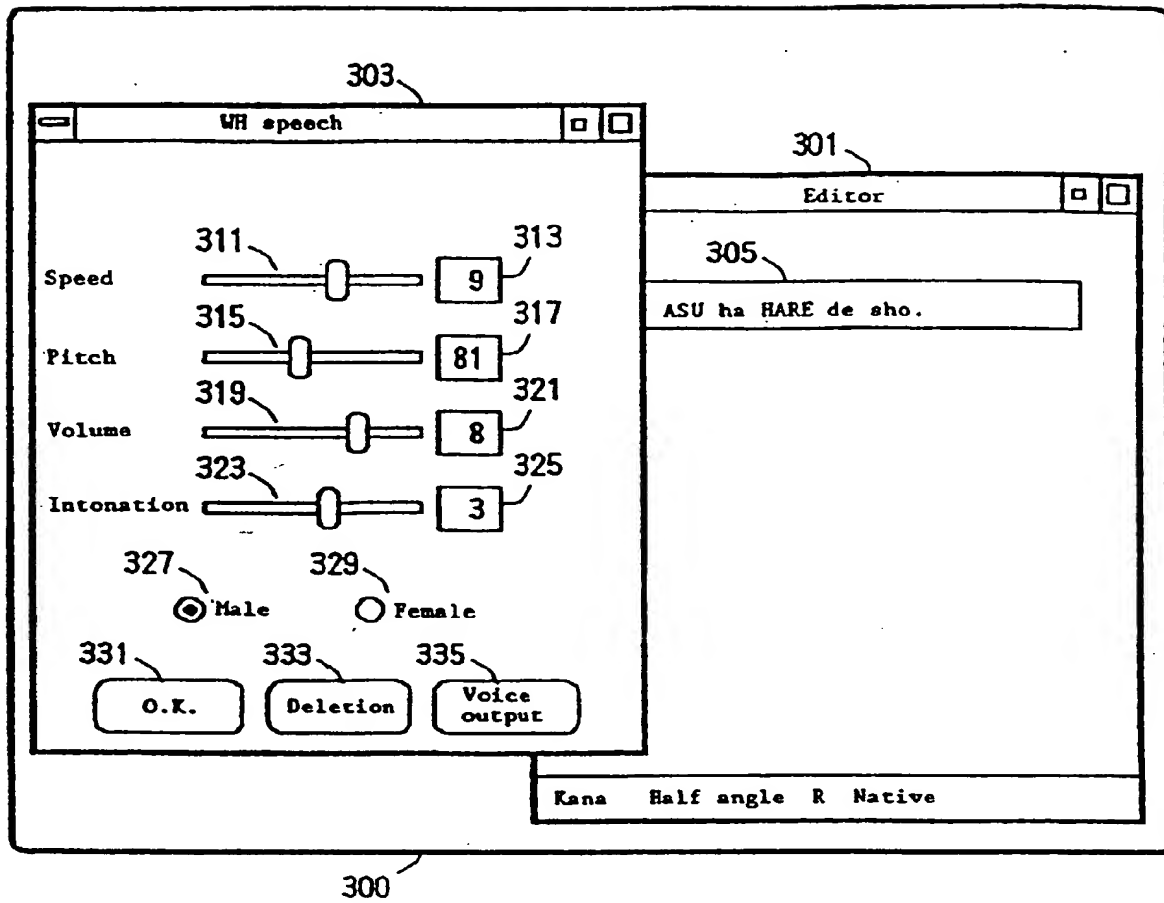 303
WH speech
301
Editor
311
313
Speed
9
305
ASU ha HARE de sho.
315
317
Pitch
81
319
321
Volume
8
323
325
Intonation
3
327
329
Male
Female
331
333
335
O.K.
Deletion
Voice
output
Kana Half angle R Native
300